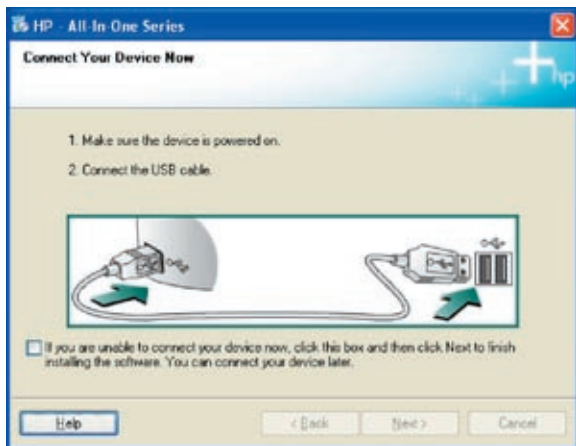 HP - All-In-One Series
Connect Your Device Now
hp
1. Make sure the device is powered on.
2. Connect the USB cable.
If you are unable to connect your device now, click this box and then click Next to finish
installing the software. You can connect your device later.
Help
< Back
Next >
Cancel